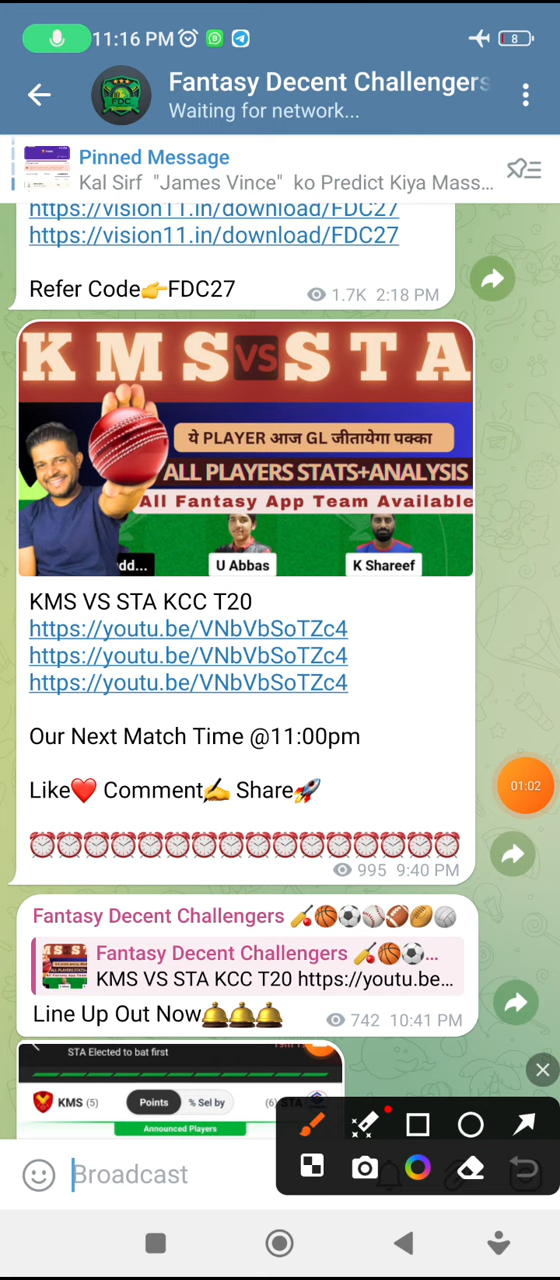 11:16 PM
8
FDC
Fantasy Decent Challengers
Waiting for network...
Pinned Message
Kal Sirf "James Vince" ko Predict Kiya Mass...
https://vision11.in/download/FDC27
https://vision11.in/download/FDC27
Refer Code👉FDC27
1.7K 2:18 PM
KMS VS STA
ये PLAYER आज GL जीतायेगा पक्का
ALL PLAYERS STATS+ANALYSIS
All Fantasy App Team Available
dd...
U Abbas
K Shareef
KMS VS STA KCC T20
https://youtu.be/VNbVbSoTZc4
https://youtu.be/VNbVbSoTZc4
https://youtu.be/VNbVbSoTZc4
Our Next Match Time @11:00pm
Like❤️ Comment✍️ Share🚀
01:02
⏰⏰⏰⏰⏰⏰⏰⏰⏰⏰⏰⏰⏰⏰⏰⏰
995 9:40 PM
Fantasy Decent Challengers 🏏🏀⚽⚾🏈🏉🏐
Fantasy Decent Challengers 🏏🏀⚽...
KMS VS STA KCC T20 https://youtu.be...
Line Up Out Now🛎️🛎️🛎️
742 10:41 PM
STA Elected to bat first
KMS (5)
Points
% Sel by
(6) STA
Announced Players
Broadcast